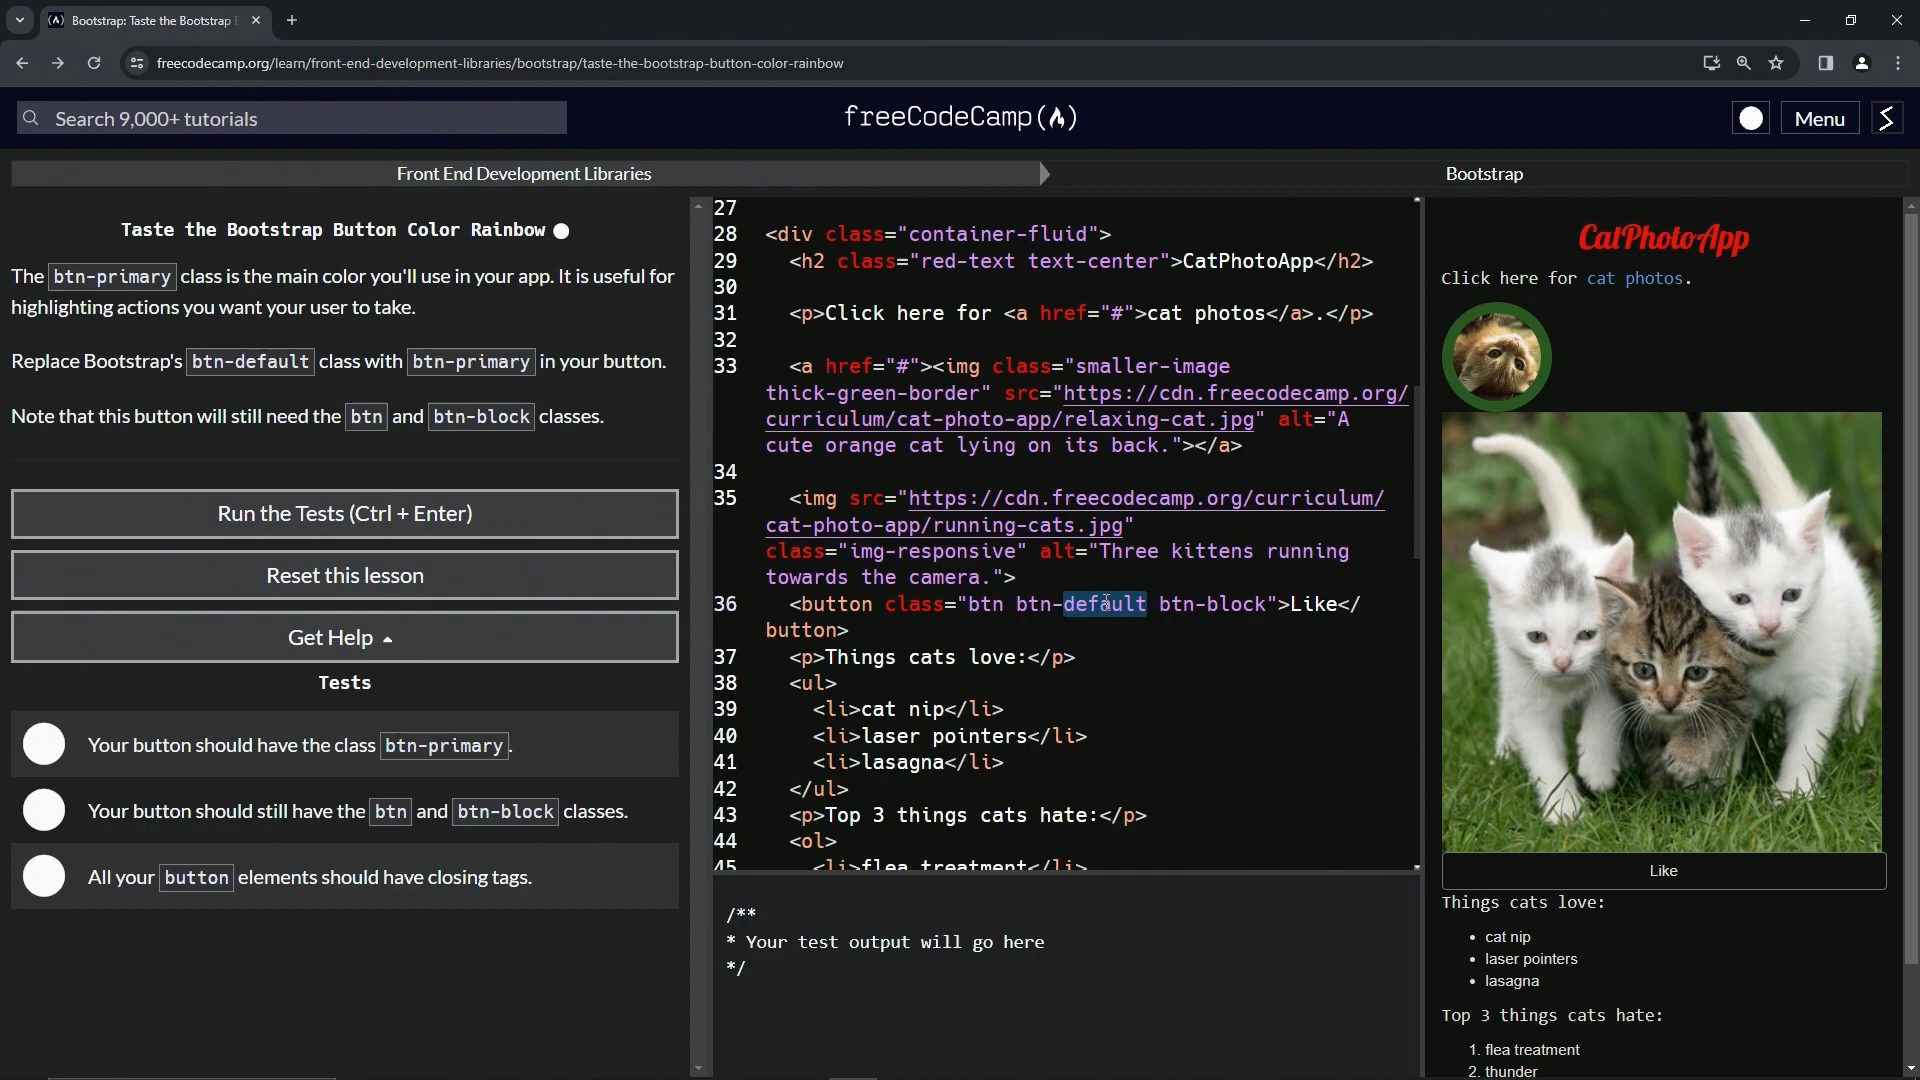 Bootstrap: Taste the Bootstrap
freecodecamp.org/learn/front-end-development-libraries/bootstrap/taste-the-bootstrap-button-color-rainbow
Search 9,000+ tutorials
freeCodeCamp(🔥)
Menu
Front End Development Libraries
Bootstrap
Taste the Bootstrap Button Color Rainbow
The btn-primary class is the main color you'll use in your app. It is useful for
highlighting actions you want your user to take.
Replace Bootstrap's btn-default class with btn-primary in your button.
Note that this button will still need the btn and btn-block classes.
Run the Tests (Ctrl + Enter)
Reset this lesson
Get Help
Tests
Your button should have the class btn-primary.
Your button should still have the btn and btn-block classes.
All your button elements should have closing tags.
27
28 <div class="container-fluid">
29 <h2 class="red-text text-center">CatPhotoApp</h2>
30
31 <p>Click here for <a href="#">cat photos</a>.</p>
32
33 <a href="#"><img class="smaller-image
thick-green-border" src="https://cdn.freecodecamp.org/
curriculum/cat-photo-app/relaxing-cat.jpg" alt="A
cute orange cat lying on its back."></a>
34
35 <img src="https://cdn.freecodecamp.org/curriculum/
cat-photo-app/running-cats.jpg"
class="img-responsive" alt="Three kittens running
towards the camera.">
36 <button class="btn btn-default btn-block">Like</
button>
37 <p>Things cats love:</p>
38 <ul>
39 <li>cat nip</li>
40 <li>laser pointers</li>
41 <li>lasagna</li>
42 </ul>
43 <p>Top 3 things cats hate:</p>
44 <ol>
45 <li>flea treatment</li>
/**
* Your test output will go here
*/
CatPhotoApp
Click here for cat photos.
Like
Things cats love:
• cat nip
• laser pointers
• lasagna
Top 3 things cats hate:
1. flea treatment
2. thunder